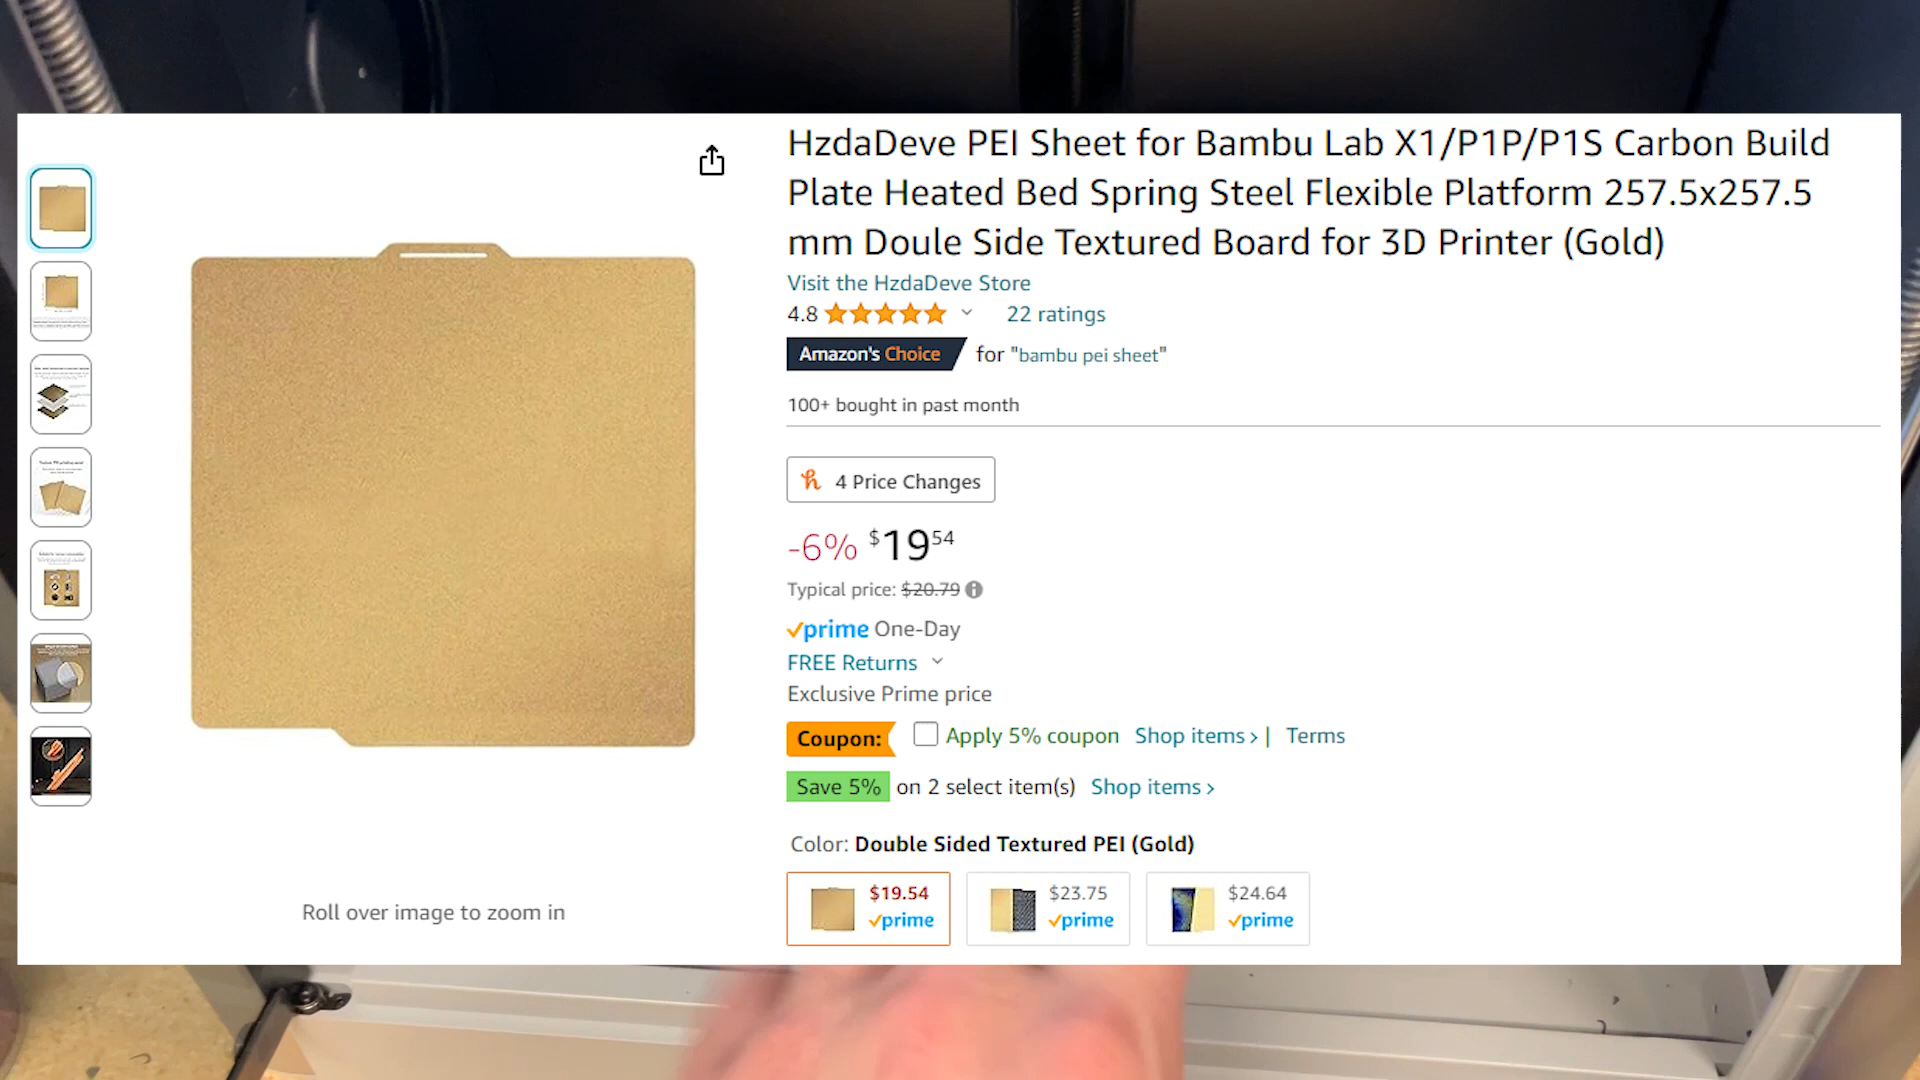 HzdaDeve PEI Sheet for Bambu Lab X1/P1P/P1S Carbon Build
Plate Heated Bed Spring Steel Flexible Platform 257.5x257.5
mm Doule Side Textured Board for 3D Printer (Gold)
Visit the HzdaDeve Store
4.8 22 ratings
Amazon's Choice for "bambu pei sheet"
100+ bought in past month
4 Price Changes
-6% $19 54
Typical price: $20.79
prime One-Day
FREE Returns
Exclusive Prime price
Coupon: Apply 5% coupon Shop items › | Terms
Save 5% on 2 select item(s) Shop items ›
Color: Double Sided Textured PEI (Gold)
$19.54 $23.75 $24.64
prime prime prime
Roll over image to zoom in